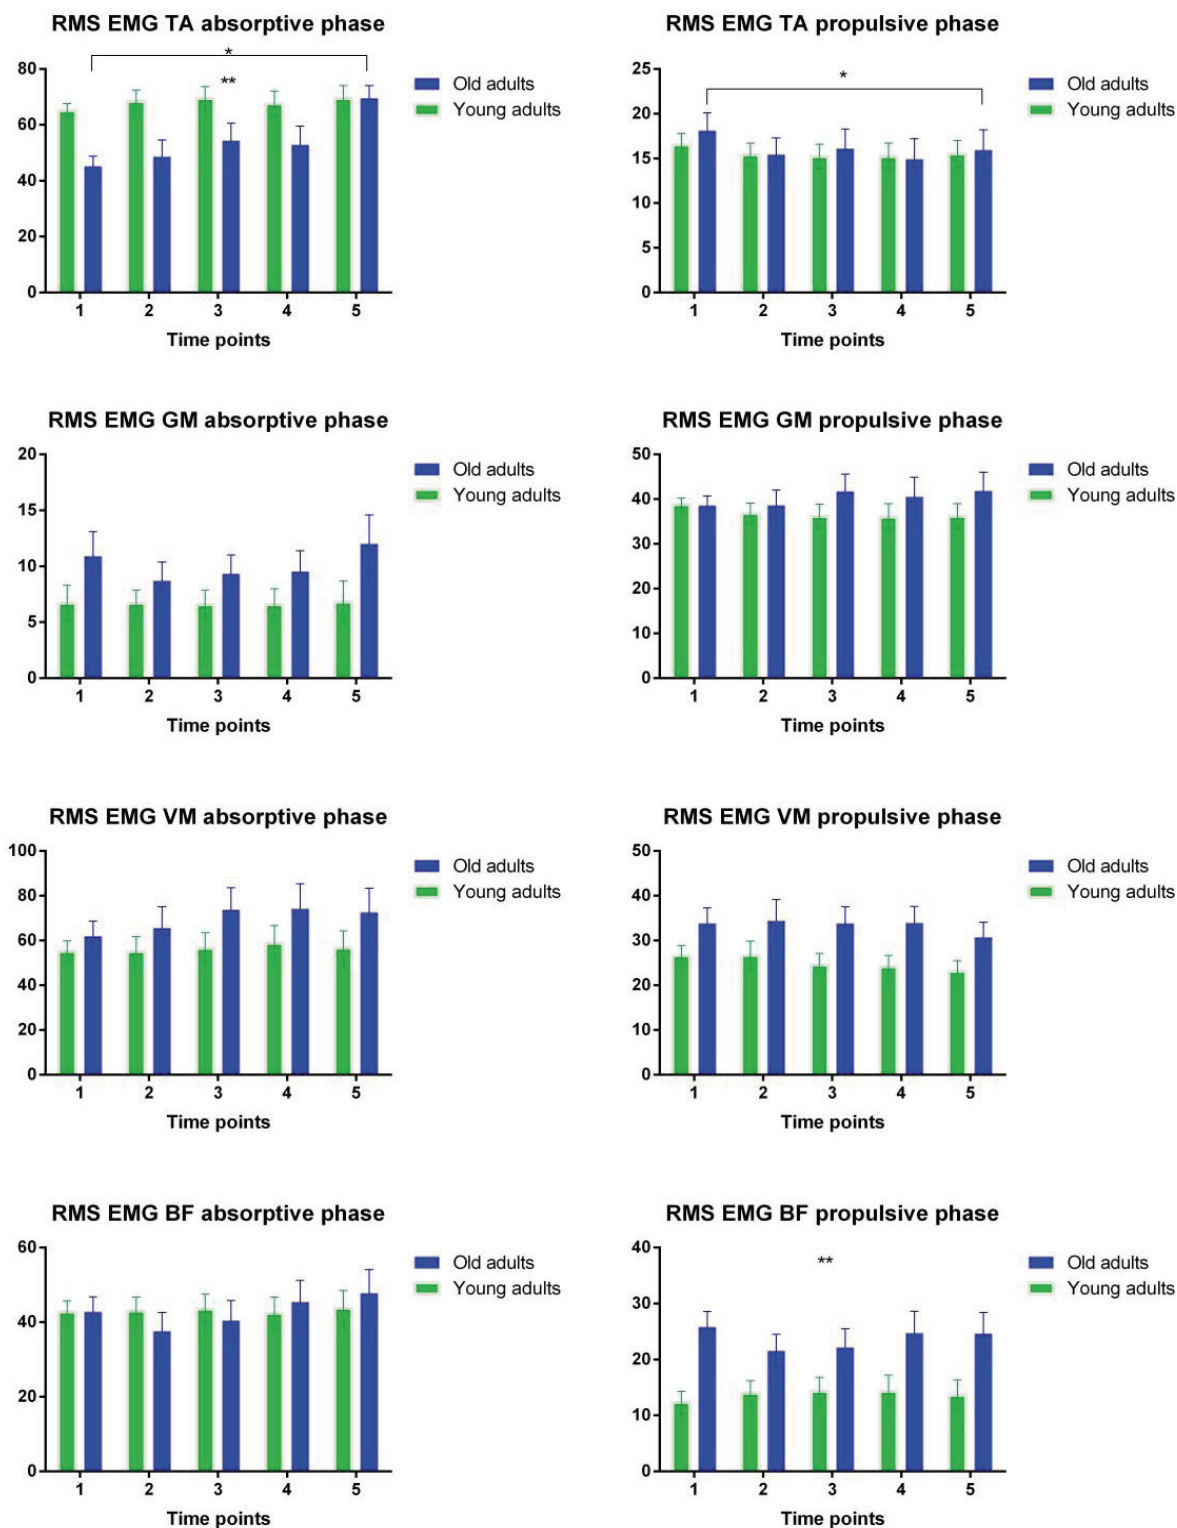 RMS EMG TA absorptive phase
*
**
80
60
40
20
0
1 2 3 4 5
Time points
Old adults
Young adults
RMS EMG TA propulsive phase
*
25
20
15
10
5
0
1 2 3 4 5
Time points
Old adults
Young adults
RMS EMG GM absorptive phase
20
15
10
5
0
1 2 3 4 5
Time points
Old adults
Young adults
RMS EMG GM propulsive phase
50
40
30
20
10
0
1 2 3 4 5
Time points
Old adults
Young adults
RMS EMG VM absorptive phase
100
80
60
40
20
0
1 2 3 4 5
Time points
Old adults
Young adults
RMS EMG VM propulsive phase
50
40
30
20
10
0
1 2 3 4 5
Time points
Old adults
Young adults
RMS EMG BF absorptive phase
60
40
20
0
1 2 3 4 5
Time points
Old adults
Young adults
RMS EMG BF propulsive phase
**
40
30
20
10
0
1 2 3 4 5
Time points
Old adults
Young adults